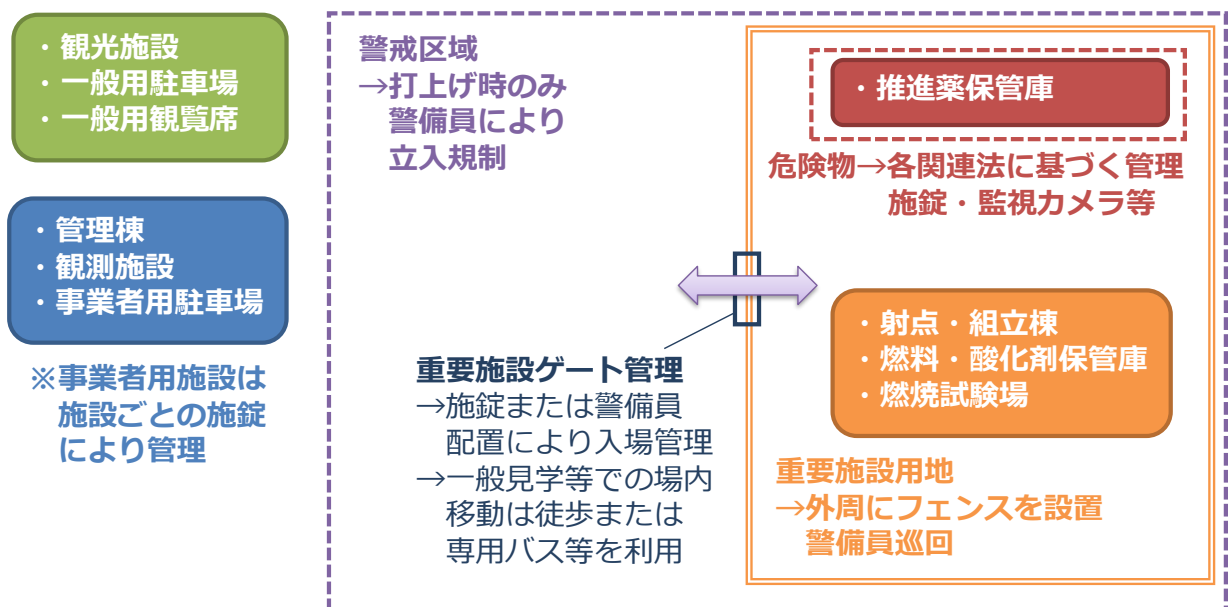 ・観光施設
・一般用駐車場
・一般用観覧席
・管理棟
・観測施設
・事業者用駐車場
※事業者用施設は
施設ごとの施錠
により管理
警戒区域
→打上げ時のみ
警備員により
立入規制
重要施設ゲート管理
→施錠または警備員
配置により入場管理
→一般見学等での場内
移動は徒歩または
専用バス等を利用
・推進薬保管庫
危険物→各関連法に基づく管理
施錠・監視カメラ等
・射点・組立棟
・燃料・酸化剤保管庫
・燃焼試験場
重要施設用地
→外周にフェンスを設置
警備員巡回